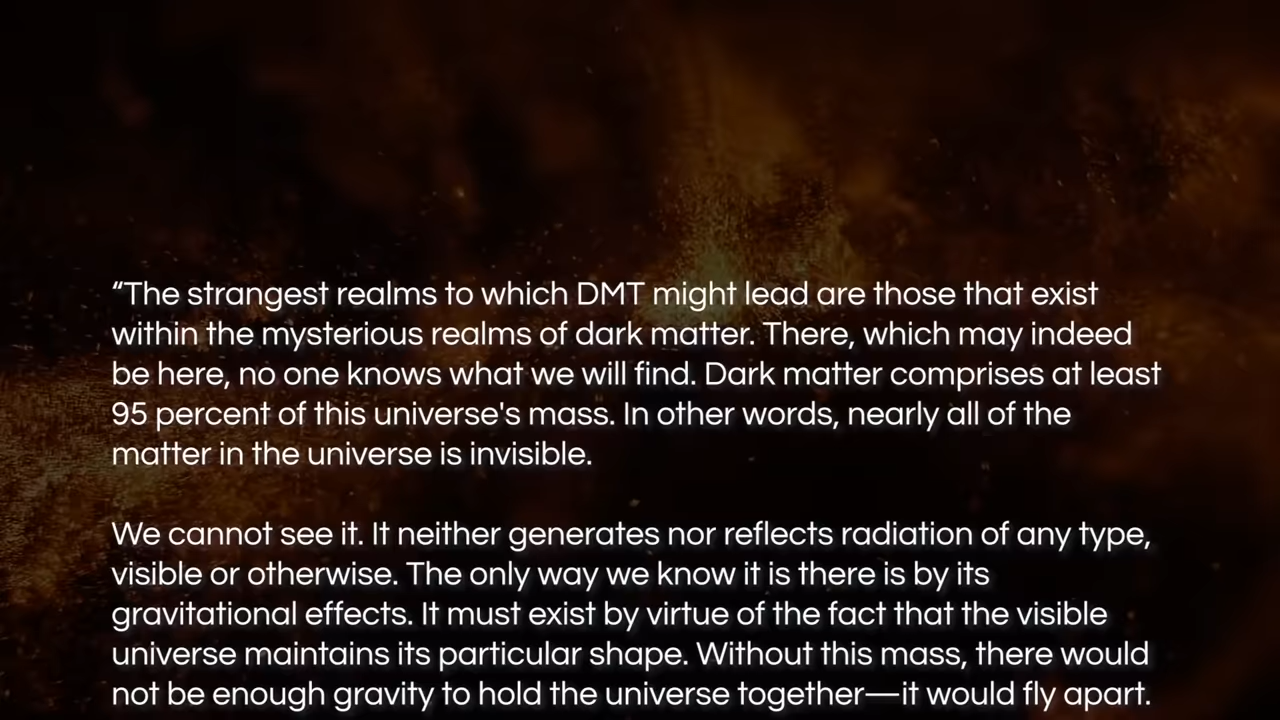 “The strangest realms to which DMT might lead are those that exist
within the mysterious realms of dark matter. There, which may indeed
be here, no one knows what we will find. Dark matter comprises at least
95 percent of this universe's mass. In other words, nearly all of the
matter in the universe is invisible.
We cannot see it. It neither generates nor reflects radiation of any type,
visible or otherwise. The only way we know it is there is by its
gravitational effects. It must exist by virtue of the fact that the visible
universe maintains its particular shape. Without this mass, there would
not be enough gravity to hold the universe together—it would fly apart.